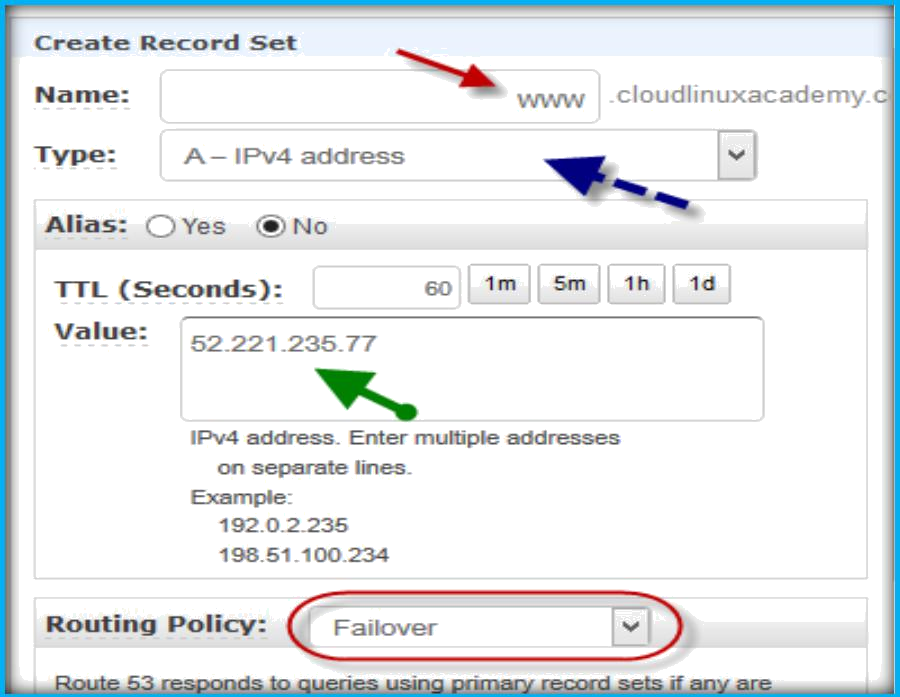 Create Record Set
Name: www .cloudlinuxacademy.c
Type: A – IPv4 address
Alias: Yes No
TTL (Seconds): 60 1m 5m 1h 1d
Value: 52.221.235.77
IPv4 address. Enter multiple addresses
on separate lines.
Example:
192.0.2.235
198.51.100.234
Routing Policy: Failover
Route 53 responds to queries using primary record sets if any are